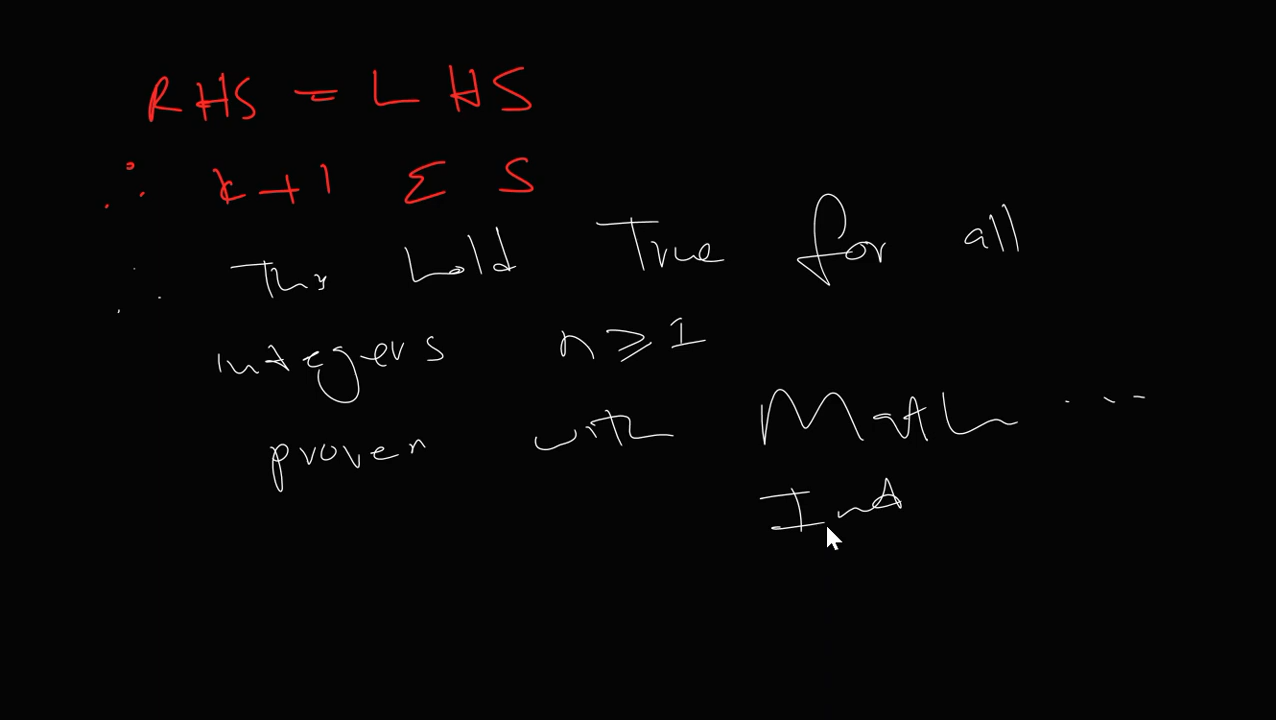 RHS = LHS
∴ k+1 Σ S
∴ This hold True for all
integers n ⩾ 1
proven with Math ...
Ind